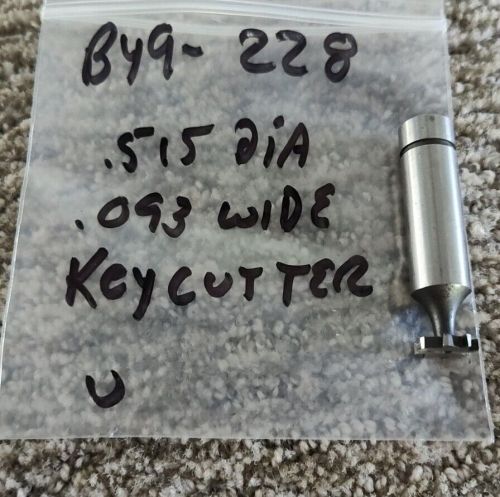 By9- 228
.515 DiA
.093 WIDE
KEYCUTTER
U